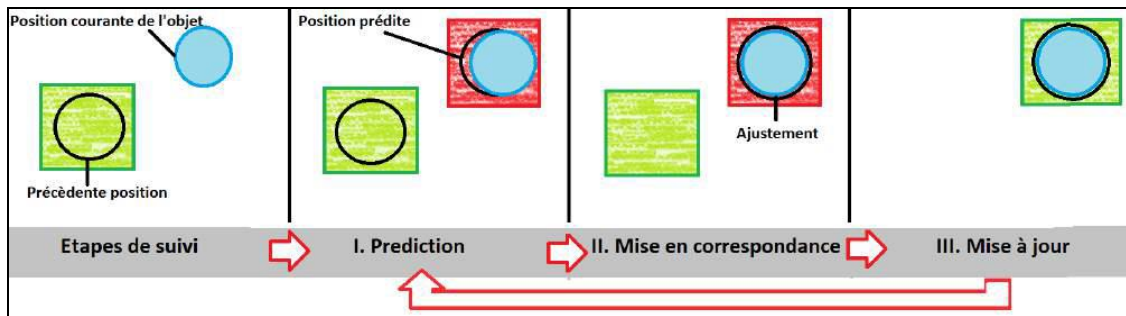 Position courante de l'objet
Précèdente position
Position prédite
Ajustement
Etapes de suivi
I. Prediction
II. Mise en correspondance
III. Mise à jour